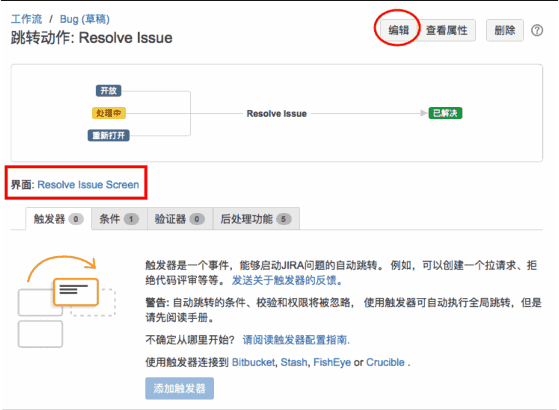 工作流 / Bug (草稿)
跳转动作: Resolve Issue
编辑 查看属性 删除 ?
开放
处理中
重新打开
Resolve Issue
已解决
界面: Resolve Issue Screen
触发器 0 条件 1 验证器 0 后处理功能 5
触发器是一个事件，能够启动JIRA问题的自动跳转。 例如，可以创建一个拉请求、拒
绝代码评审等等。 发送关于触发器的反馈。
警告: 自动跳转的条件、校验和权限将被忽略， 使用触发器可自动执行全局跳转，但是
请先阅读手册。
不确定从哪里开始？ 请阅读触发器配置指南.
使用触发器连接到 Bitbucket, Stash, FishEye or Crucible .
添加触发器